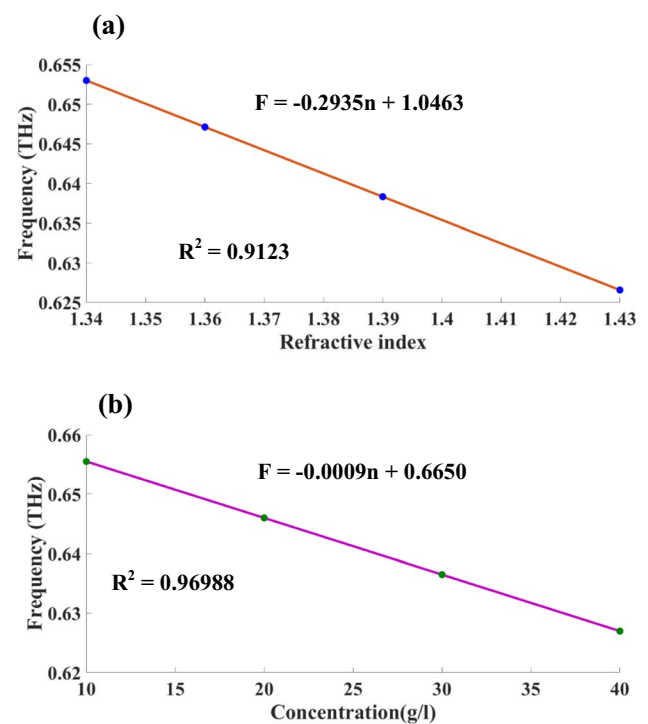 (a)
0.655
0.65
0.645
0.64
0.635
0.63
0.625
Frequency (THz)
F = -0.2935n + 1.0463
R² = 0.9123
1.34 1.35 1.36 1.37 1.38 1.39 1.4 1.41 1.42 1.43
Refractive index
(b)
0.66
0.65
0.64
0.63
0.62
Frequency (THz)
F = -0.0009n + 0.6650
R² = 0.96988
10 15 20 25 30 35 40
Concentration(g/l)